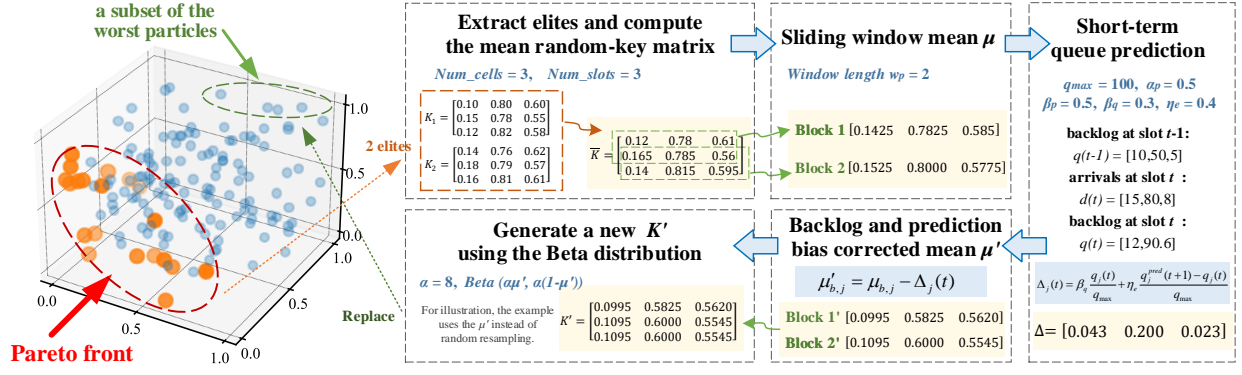 a subset of the
worst particles
1.0
0.5
0.0
1.0
0.5
0.0
0.0
0.5
1.0
Pareto front
2 elites
Replace
Extract elites and compute
the mean random-key matrix
Num_cells = 3, Num_slots = 3
K₁ = [0.10 0.80 0.60
0.15 0.78 0.55
0.12 0.82 0.58]
K₂ = [0.14 0.76 0.62
0.18 0.79 0.57
0.16 0.81 0.61]
K̅ = [0.12 0.78 0.61
0.165 0.785 0.56
0.14 0.815 0.595]
Sliding window mean μ
Window length wₚ = 2
Block 1 [0.1425 0.7825 0.585]
Block 2 [0.1525 0.8000 0.5775]
Short-term
queue prediction
qmax = 100, αₚ = 0.5
βₚ = 0.5, βq = 0.3, ηₑ = 0.4
backlog at slot t-1:
q(t-1) = [10,50,5]
arrivals at slot t :
d(t) = [15,80,8]
backlog at slot t :
q(t) = [12,90.6]
Δⱼ(t) = βq qⱼ(t)/qmax + ηₑ (qⱼ^pred(t+1) − qⱼ(t))/qmax
Δ= [0.043 0.200 0.023]
Backlog and prediction
bias corrected mean μ'
μ'b,j = μb,j − Δⱼ(t)
Block 1' [0.0995 0.5825 0.5620]
Block 2' [0.1095 0.6000 0.5545]
Generate a new K'
using the Beta distribution
α = 8, Beta (αμ', α(1-μ'))
For illustration, the example
uses the μ' instead of
random resampling.
K' = [0.0995 0.5825 0.5620
0.1095 0.6000 0.5545
0.1095 0.6000 0.5445]